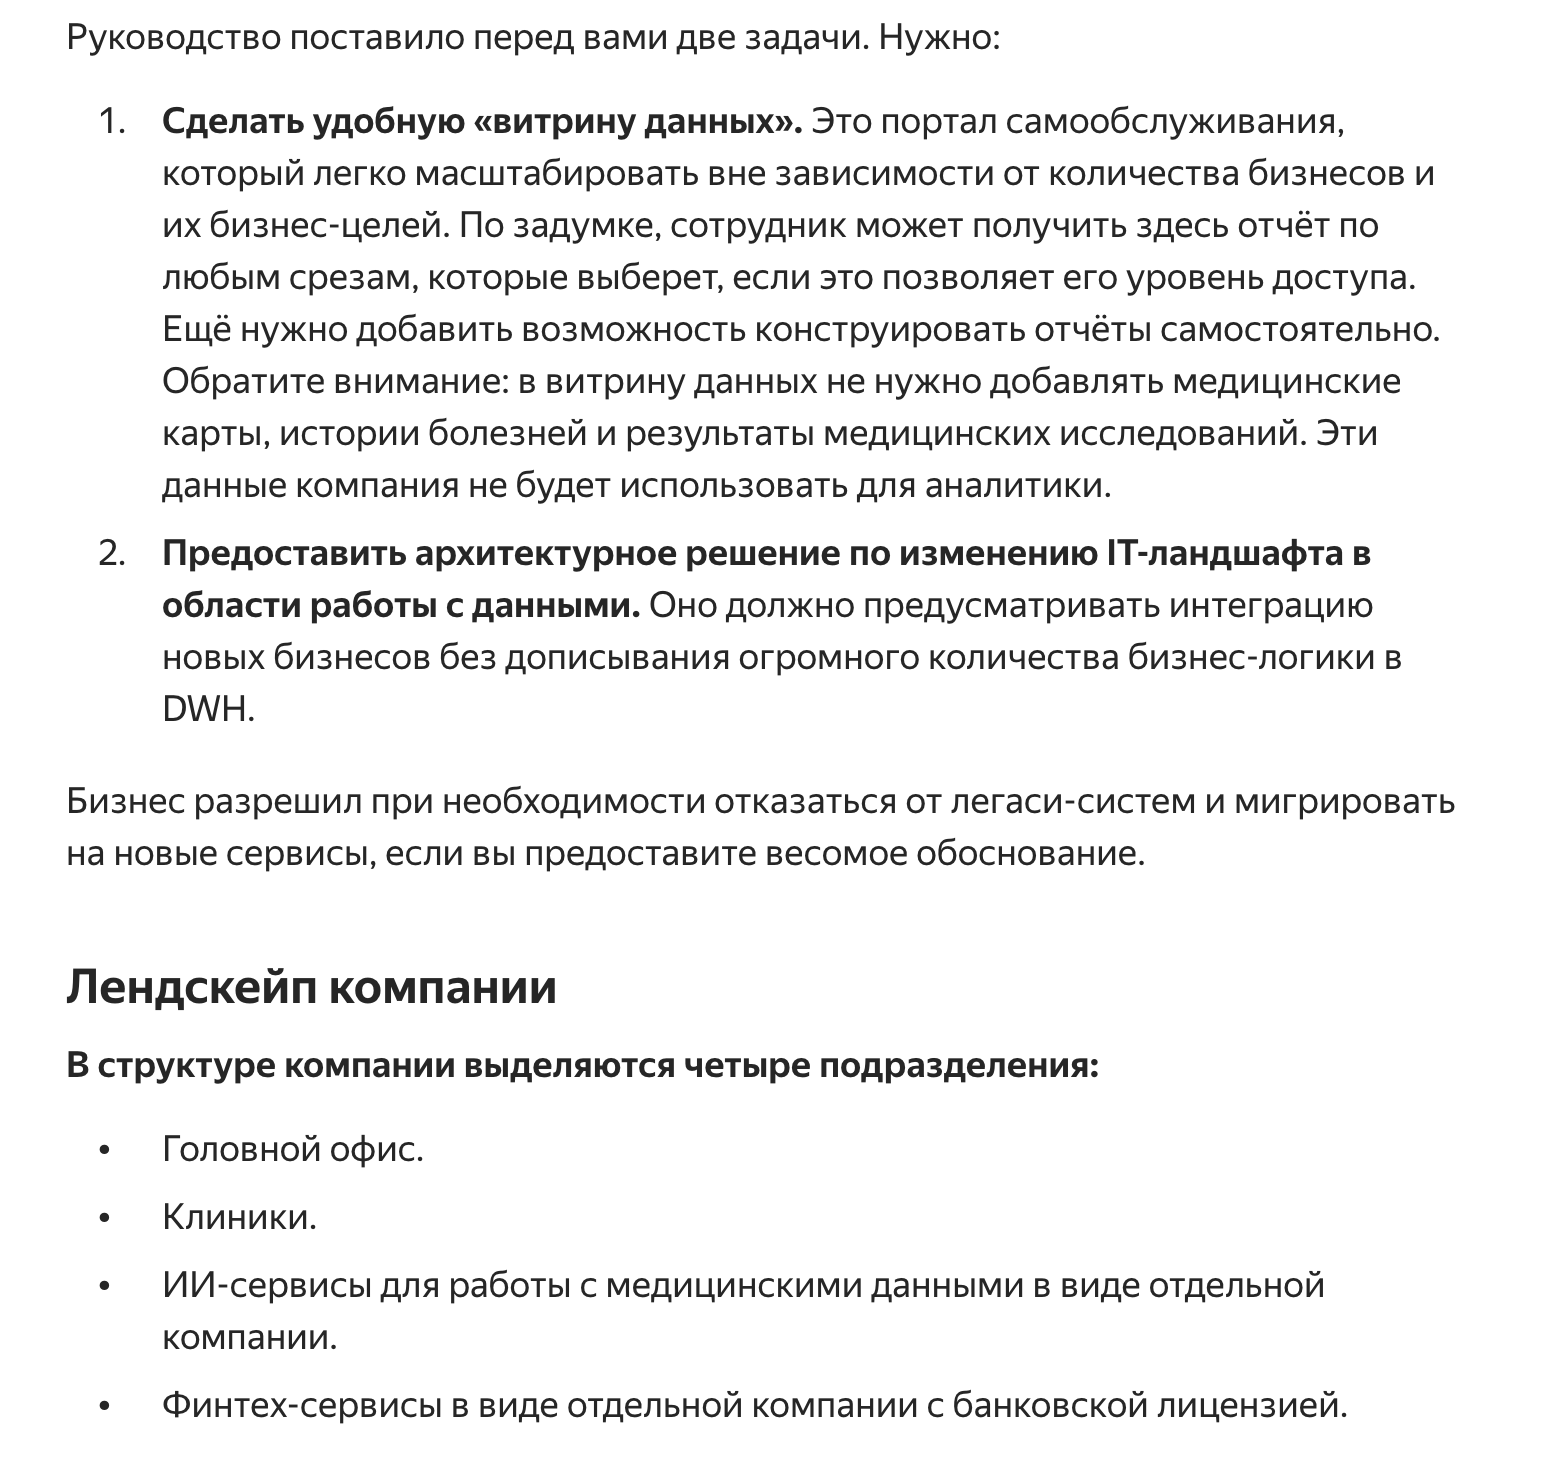 Руководство поставило перед вами две задачи. Нужно:
1. Сделать удобную «витрину данных». Это портал самообслуживания,
который легко масштабировать вне зависимости от количества бизнесов и
их бизнес-целей. По задумке, сотрудник может получить здесь отчёт по
любым срезам, которые выберет, если это позволяет его уровень доступа.
Ещё нужно добавить возможность конструировать отчёты самостоятельно.
Обратите внимание: в витрину данных не нужно добавлять медицинские
карты, истории болезней и результаты медицинских исследований. Эти
данные компания не будет использовать для аналитики.
2. Предоставить архитектурное решение по изменению IT-ландшафта в
области работы с данными. Оно должно предусматривать интеграцию
новых бизнесов без дописывания огромного количества бизнес-логики в
DWH.
Бизнес разрешил при необходимости отказаться от легаси-систем и мигрировать
на новые сервисы, если вы предоставите весомое обоснование.
Лендскейп компании
В структуре компании выделяются четыре подразделения:
• Головной офис.
• Клиники.
• ИИ-сервисы для работы с медицинскими данными в виде отдельной
компании.
• Финтех-сервисы в виде отдельной компании с банковской лицензией.